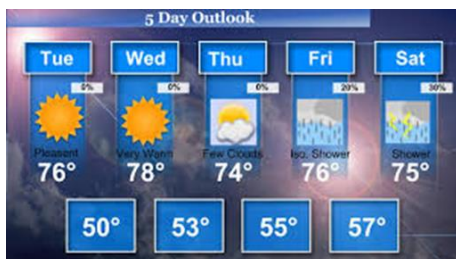 5 Day Outlook
Tue Wed Thu Fri Sat
0% 0% 0% 20% 30%
Pleasent Very Warm Few Clouds Iso. Shower Shower
76° 78° 74° 76° 75°
50° 53° 55° 57°